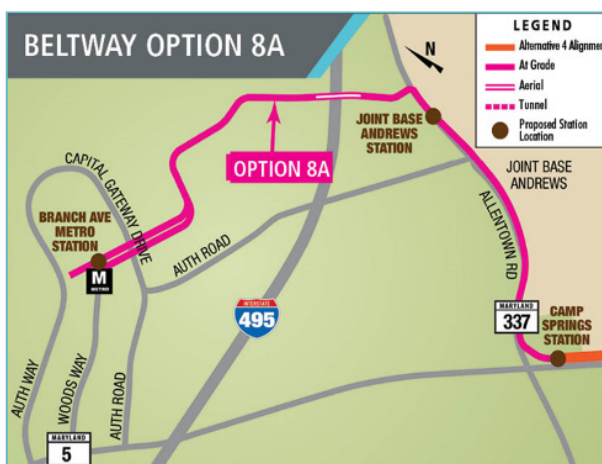 BELTWAY OPTION 8A
N
LEGEND
Alternative 4 Alignme
At Grade
Aerial
Tunnel
Proposed Station
Location
JOINT BASE
ANDREWS
STATION
JOINT BASE
ANDREWS
OPTION 8A
CAPITAL GATEWAY DRIVE
BRANCH AVE
METRO
STATION
M
METRO
AUTH ROAD
ALLENTOWN RD
INTERSTATE
495
MARYLAND
337
CAMP
SPRINGS
STATION
AUTH WAY
WOODS WAY
AUTH ROAD
MARYLAND
5